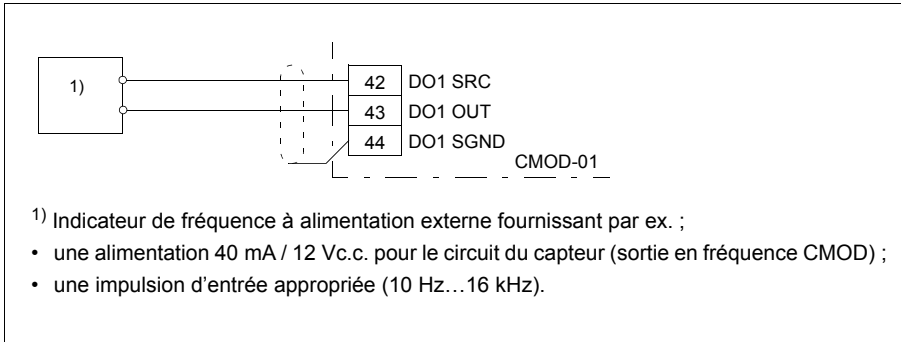 1)
42 DO1 SRC
43 DO1 OUT
44 DO1 SGND
CMOD-01
1) Indicateur de fréquence à alimentation externe fournissant par ex. ;
• une alimentation 40 mA / 12 Vc.c. pour le circuit du capteur (sortie en fréquence CMOD) ;
• une impulsion d’entrée appropriée (10 Hz…16 kHz).